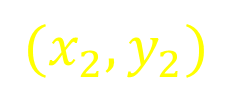 (x₂, y₂)